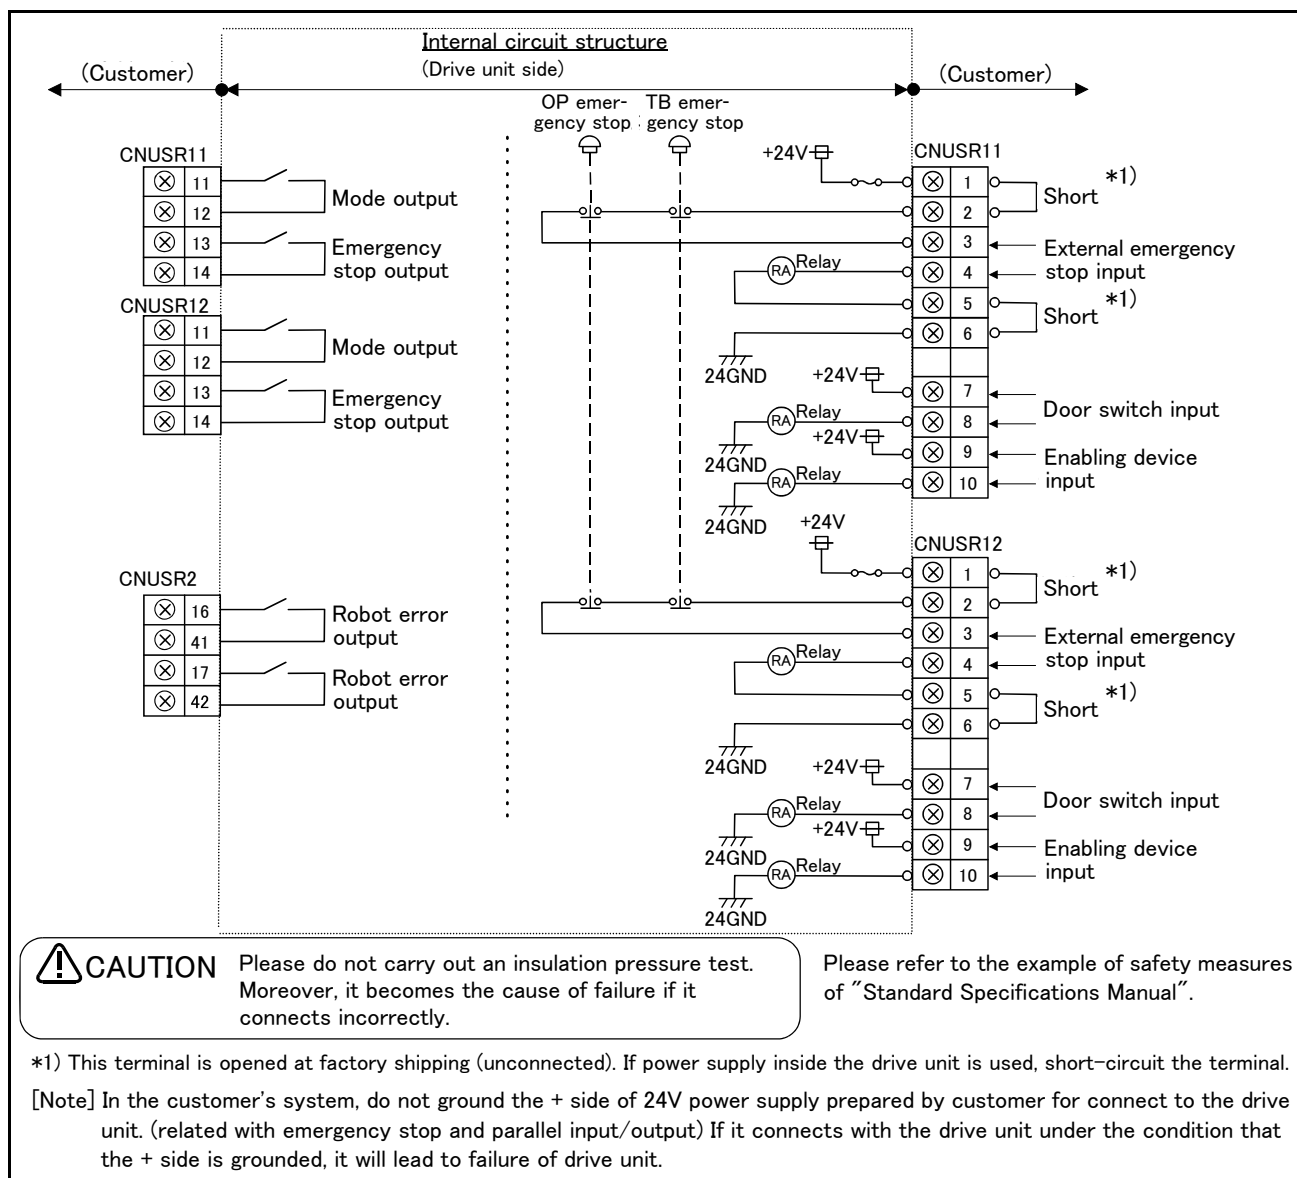 Internal circuit structure
(Customer)
(Drive unit side)
(Customer)
OP emer-
gency stop
TB emer-
gency stop
CNUSR11
11
12
13
14
Mode output
Emergency
stop output
CNUSR12
11
12
13
14
Mode output
Emergency
stop output
CNUSR2
16
41
17
42
Robot error
output
Robot error
output
+24V
CNUSR11
1
2
3
4
5
6
7
8
9
10
Short *1)
External emergency
stop input
RA Relay
Short *1)
24GND
+24V
Door switch input
RA Relay
24GND
+24V
Enabling device
input
RA Relay
24GND
+24V
CNUSR12
1
2
3
4
5
6
7
8
9
10
Short *1)
External emergency
stop input
RA Relay
Short *1)
24GND
+24V
Door switch input
RA Relay
24GND
+24V
Enabling device
input
RA Relay
24GND
CAUTION
Please do not carry out an insulation pressure test.
Moreover, it becomes the cause of failure if it
connects incorrectly.
Please refer to the example of safety measures
of "Standard Specifications Manual".
*1) This terminal is opened at factory shipping (unconnected). If power supply inside the drive unit is used, short-circuit the terminal.
[Note] In the customer's system, do not ground the + side of 24V power supply prepared by customer for connect to the drive
unit. (related with emergency stop and parallel input/output) If it connects with the drive unit under the condition that
the + side is grounded, it will lead to failure of drive unit.